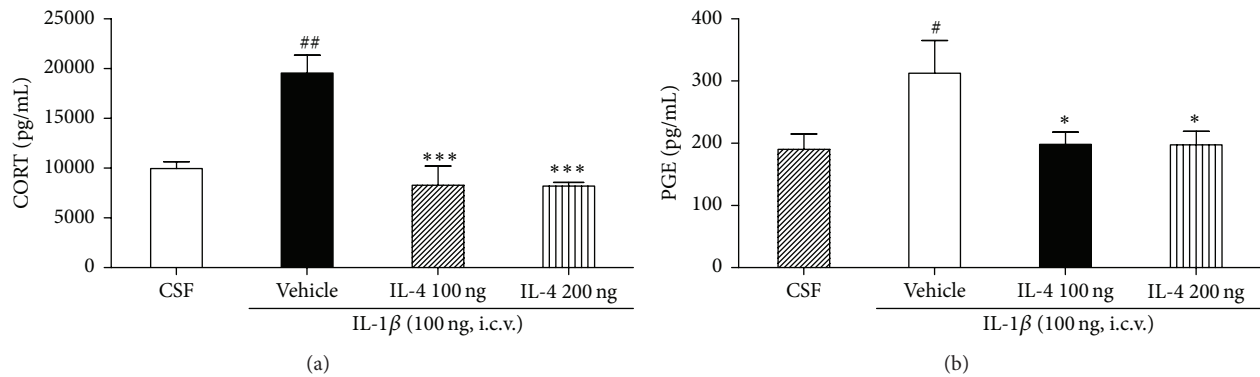 25000
20000
15000
10000
5000
0
CORT (pg/mL)
##
***
***
CSF
Vehicle
IL-4 100 ng
IL-4 200 ng
IL-1β (100 ng, i.c.v.)
(a)
400
300
200
100
0
PGE (pg/mL)
#
*
*
CSF
Vehicle
IL-4 100 ng
IL-4 200 ng
IL-1β (100 ng, i.c.v.)
(b)